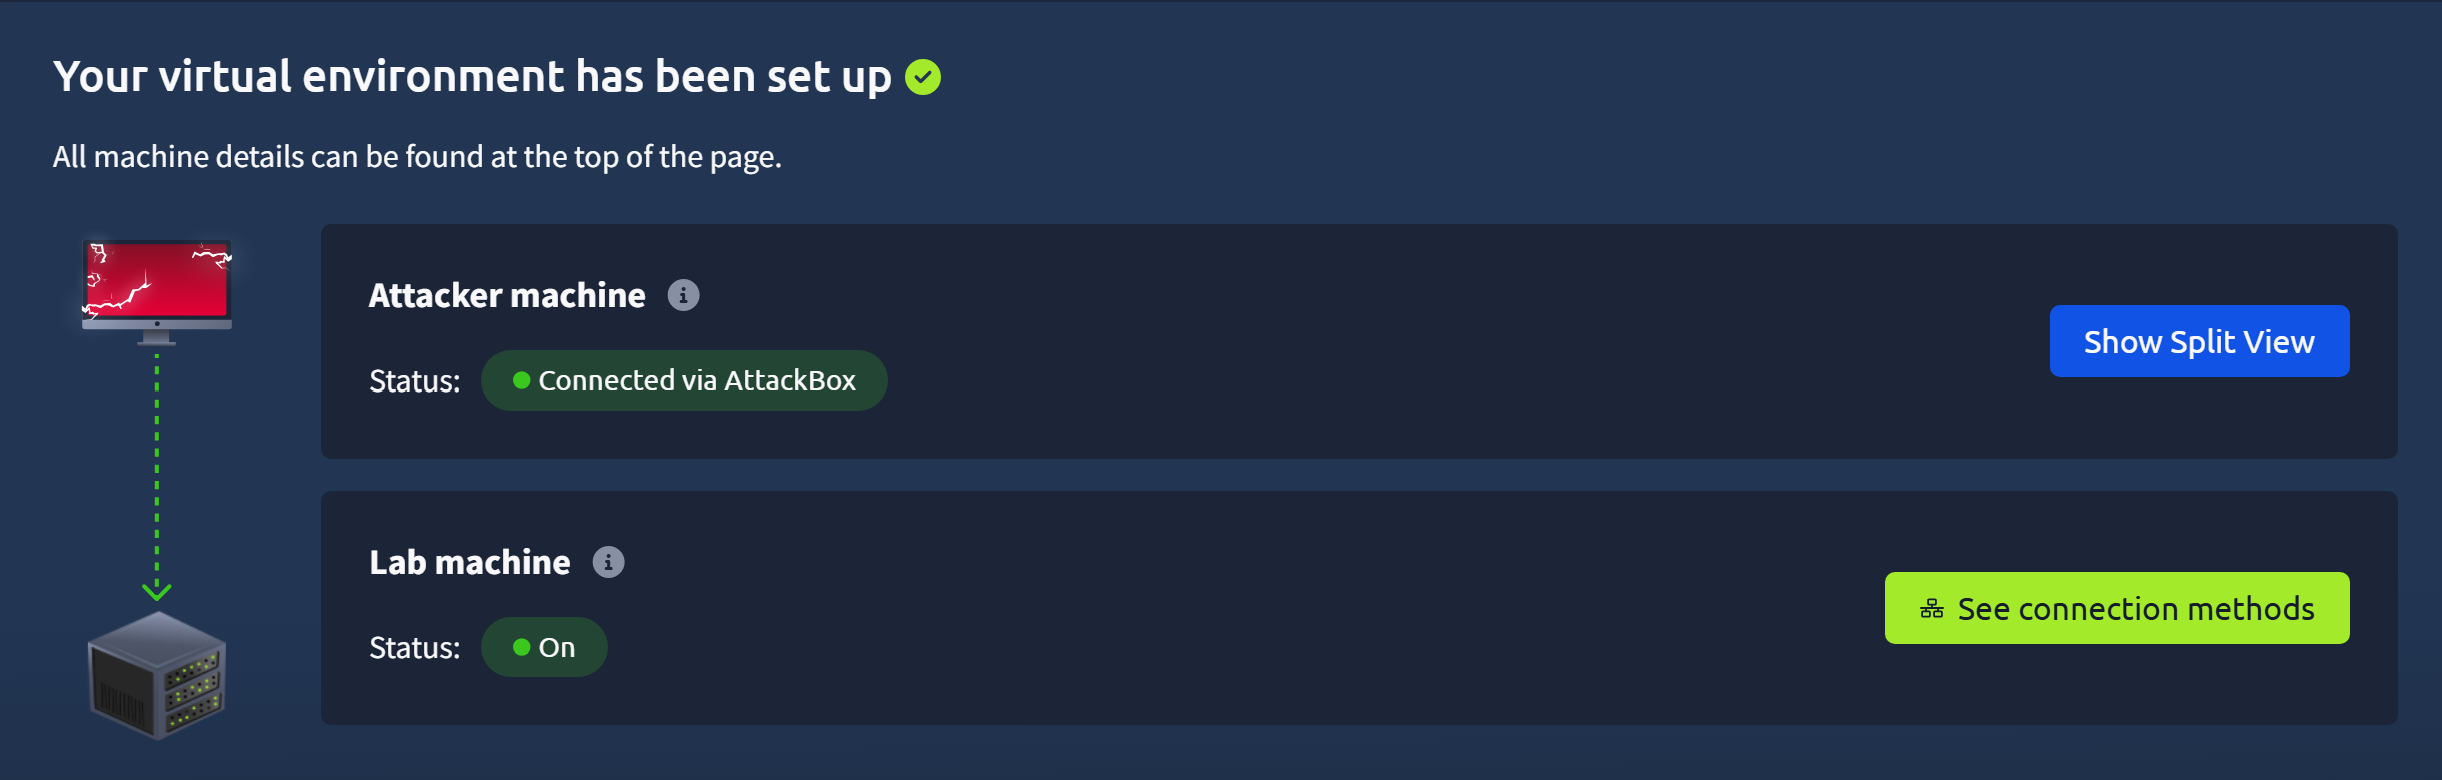 Your virtual environment has been set up
All machine details can be found at the top of the page.
Attacker machine
Status: Connected via AttackBox
Show Split View
Lab machine
Status: On
See connection methods